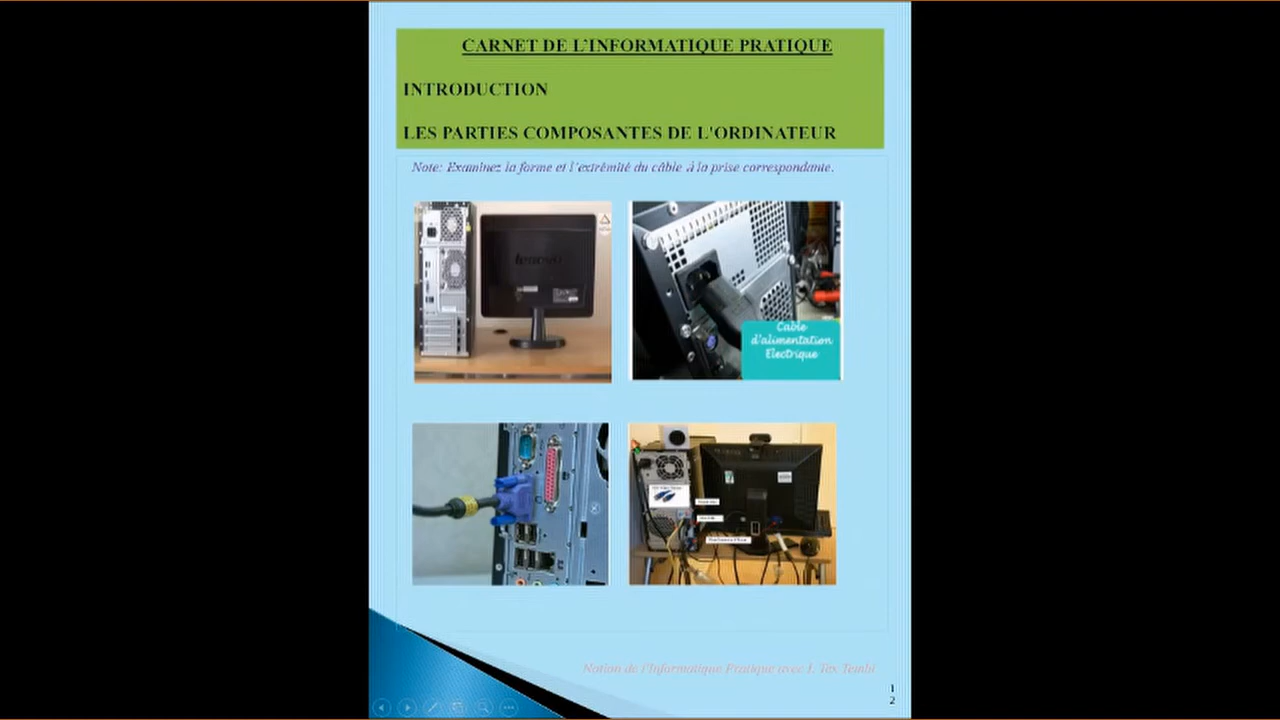 CARNET DE L'INFORMATIQUE PRATIQUE
INTRODUCTION
LES PARTIES COMPOSANTES DE L'ORDINATEUR
Note: Examinez la forme et l'extrémité du câble à la prise correspondante.
lenovo
Cable
d'alimentation
Electrique
Notion de l'Informatique Pratique avec J. Tex Tembi
1
2